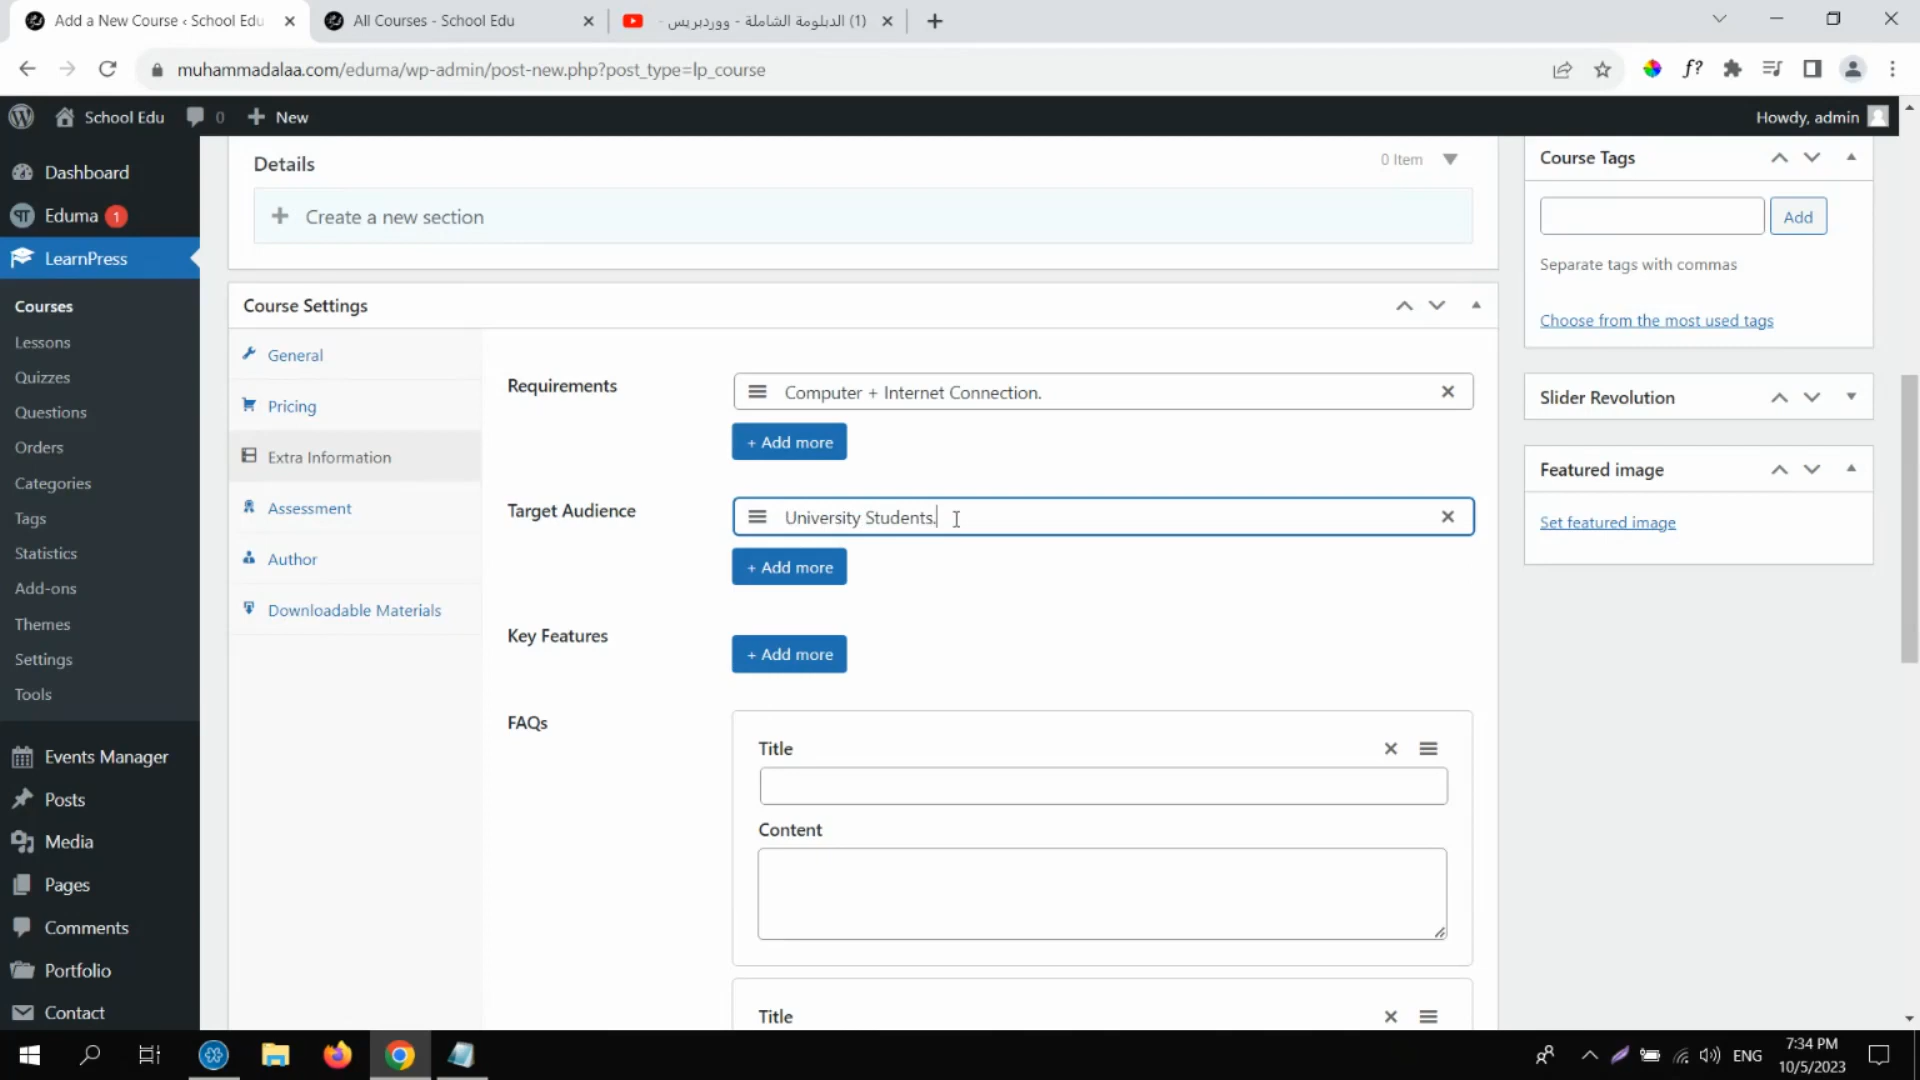 Add a New Course ‹ School Edu
All Courses - School Edu
(1) الدبلومة الشاملة - ووردبريس -
muhammadalaa.com/eduma/wp-admin/post-new.php?post_type=lp_course
f?
School Edu
0
New
Howdy, admin
Dashboard
Eduma 1
LearnPress
Courses
Lessons
Quizzes
Questions
Orders
Categories
Tags
Statistics
Add-ons
Themes
Settings
Tools
Events Manager
Posts
Media
Pages
Comments
Portfolio
Contact
Details
0 Item
+ Create a new section
Course Settings
General
Pricing
Extra Information
Assessment
Author
Downloadable Materials
Requirements
Computer + Internet Connection.
+ Add more
Target Audience
University Students.
+ Add more
Key Features
+ Add more
FAQs
Title
Content
Title
Course Tags
Add
Separate tags with commas
Choose from the most used tags
Slider Revolution
Featured image
Set featured image
ENG
7:34 PM
10/5/2023